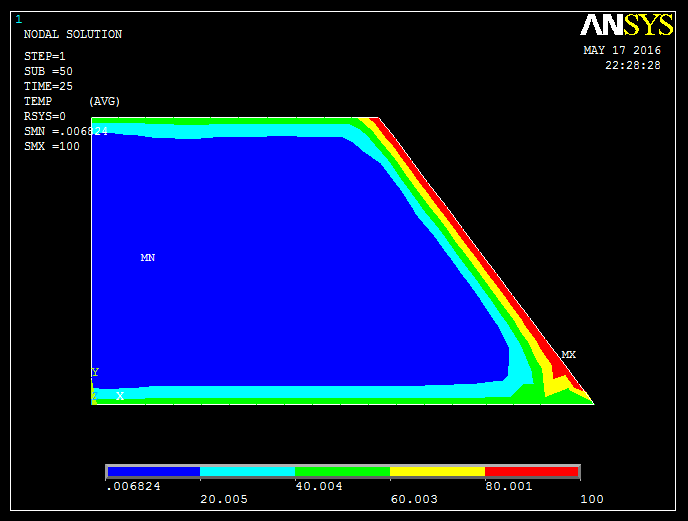 1
ANSYS
NODAL SOLUTION
MAY 17 2016
22:28:28
STEP=1
SUB =50
TIME=25
TEMP (AVG)
RSYS=0
SMN =.006824
SMX =100
MN
MX
Y
Z X
.006824 40.004 80.001
20.005 60.003 100